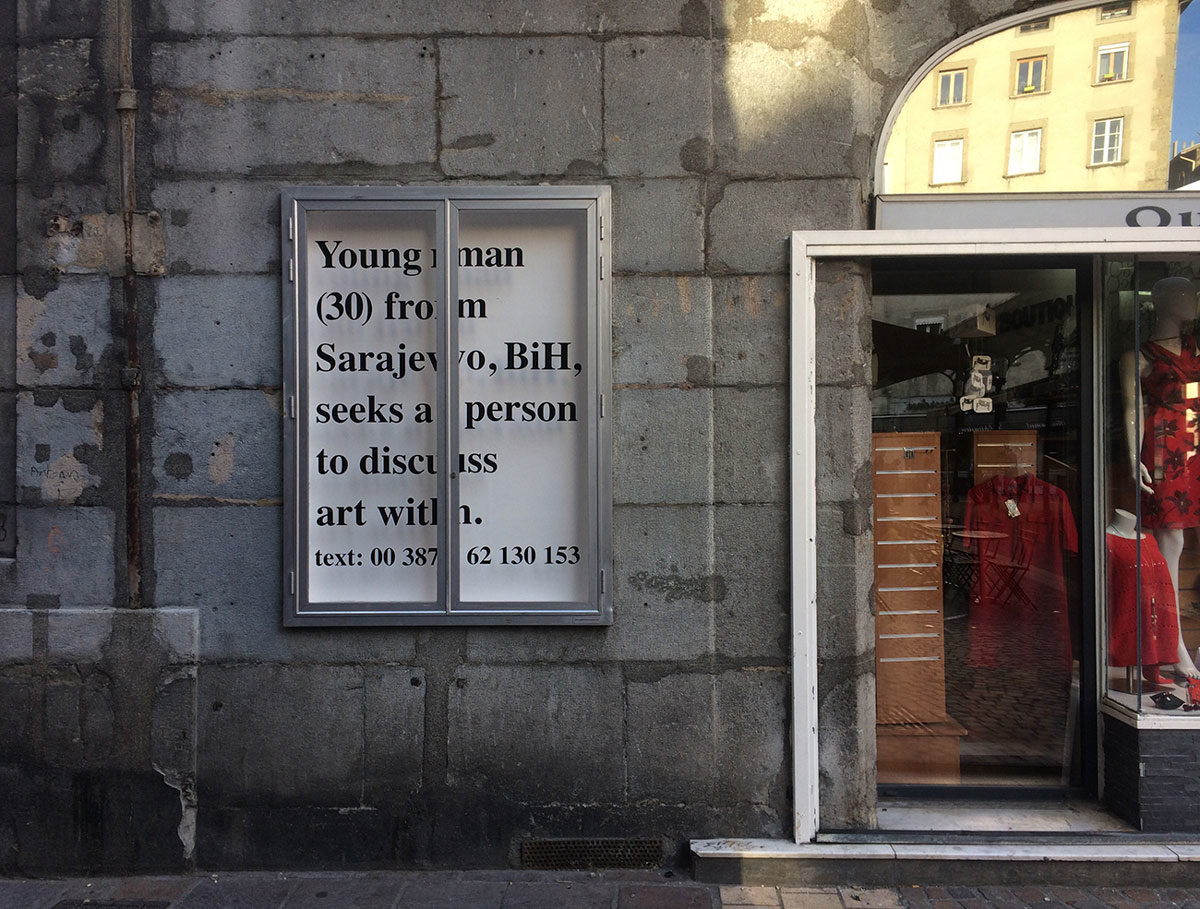 Young man
(30) from
Sarajevo, BiH,
seeks a person
to discuss
art with.
text: 00 387 62 130 153